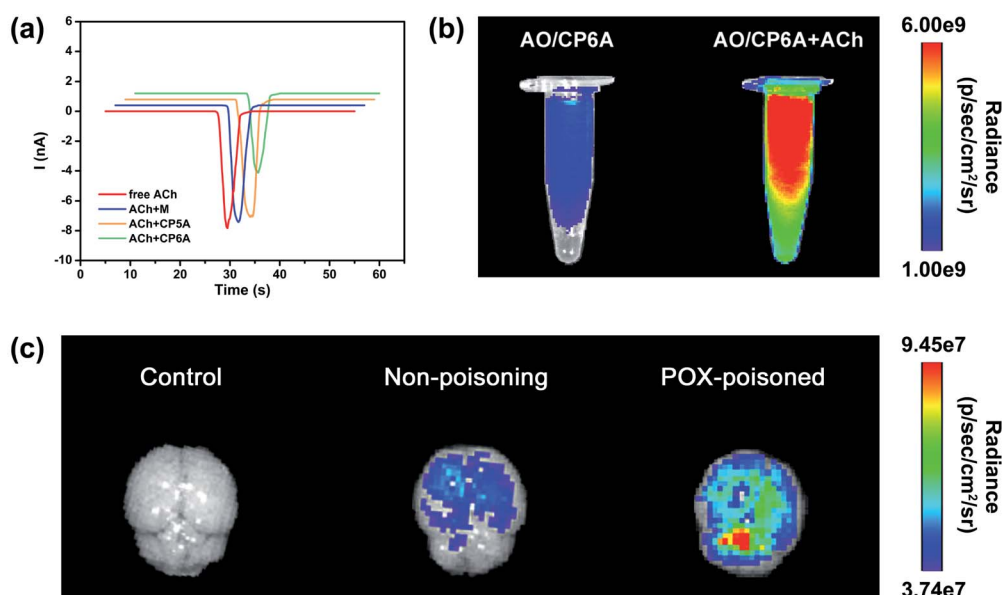 (a)
6
4
2
0
-2
-4
-6
-8
-10
I (nA)
free ACh
ACh+M
ACh+CP5A
ACh+CP6A
0 10 20 30 40 50 60
Time (s)
(b)
AO/CP6A
AO/CP6A+ACh
6.00e9
Radiance
(p/sec/cm²/sr)
1.00e9
(c)
Control
Non-poisoning
POX-poisoned
9.45e7
Radiance
(p/sec/cm²/sr)
3.74e7